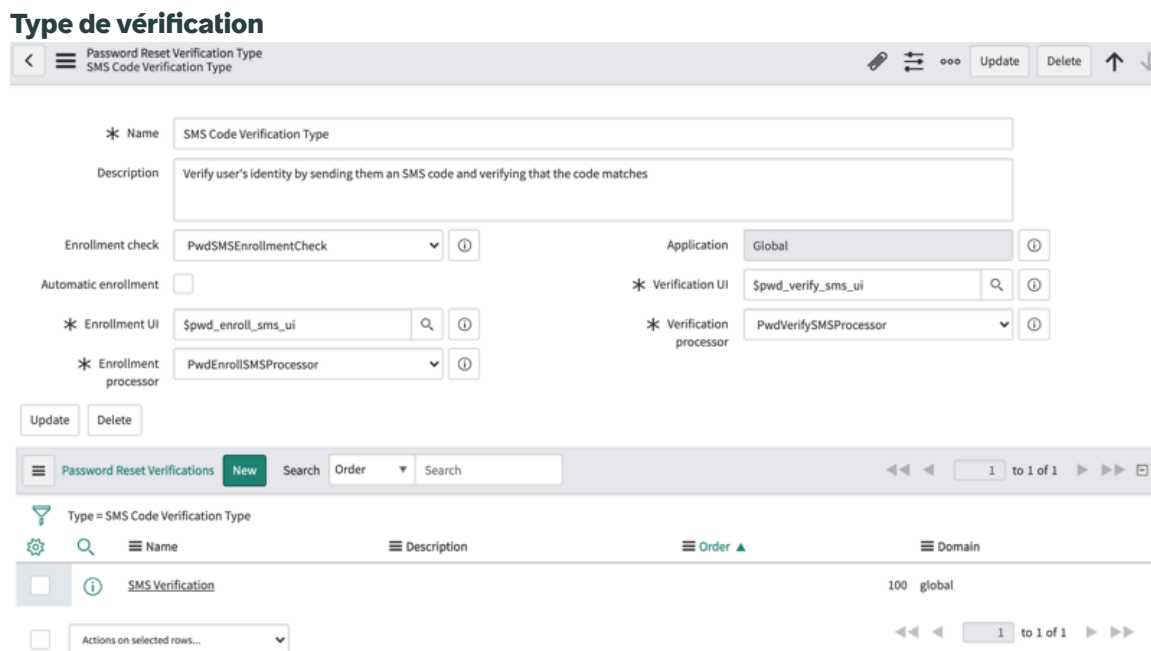 Type de vérification
Password Reset Verification Type
SMS Code Verification Type
Update
Delete
Name
SMS Code Verification Type
Description
Verify user's identity by sending them an SMS code and verifying that the code matches
Enrollment check
PwdSMSEnrollmentCheck
Application
Global
Automatic enrollment
Verification UI
$pwd_verify_sms_ui
Enrollment UI
$pwd_enroll_sms_ui
Verification
processor
PwdVerifySMSProcessor
Enrollment
processor
PwdEnrollSMSProcessor
Update
Delete
Password Reset Verifications
New
Search
Order
Search
1 to 1 of 1
Type = SMS Code Verification Type
Name
Description
Order
Domain
SMS Verification
100
global
Actions on selected rows...
1 to 1 of 1